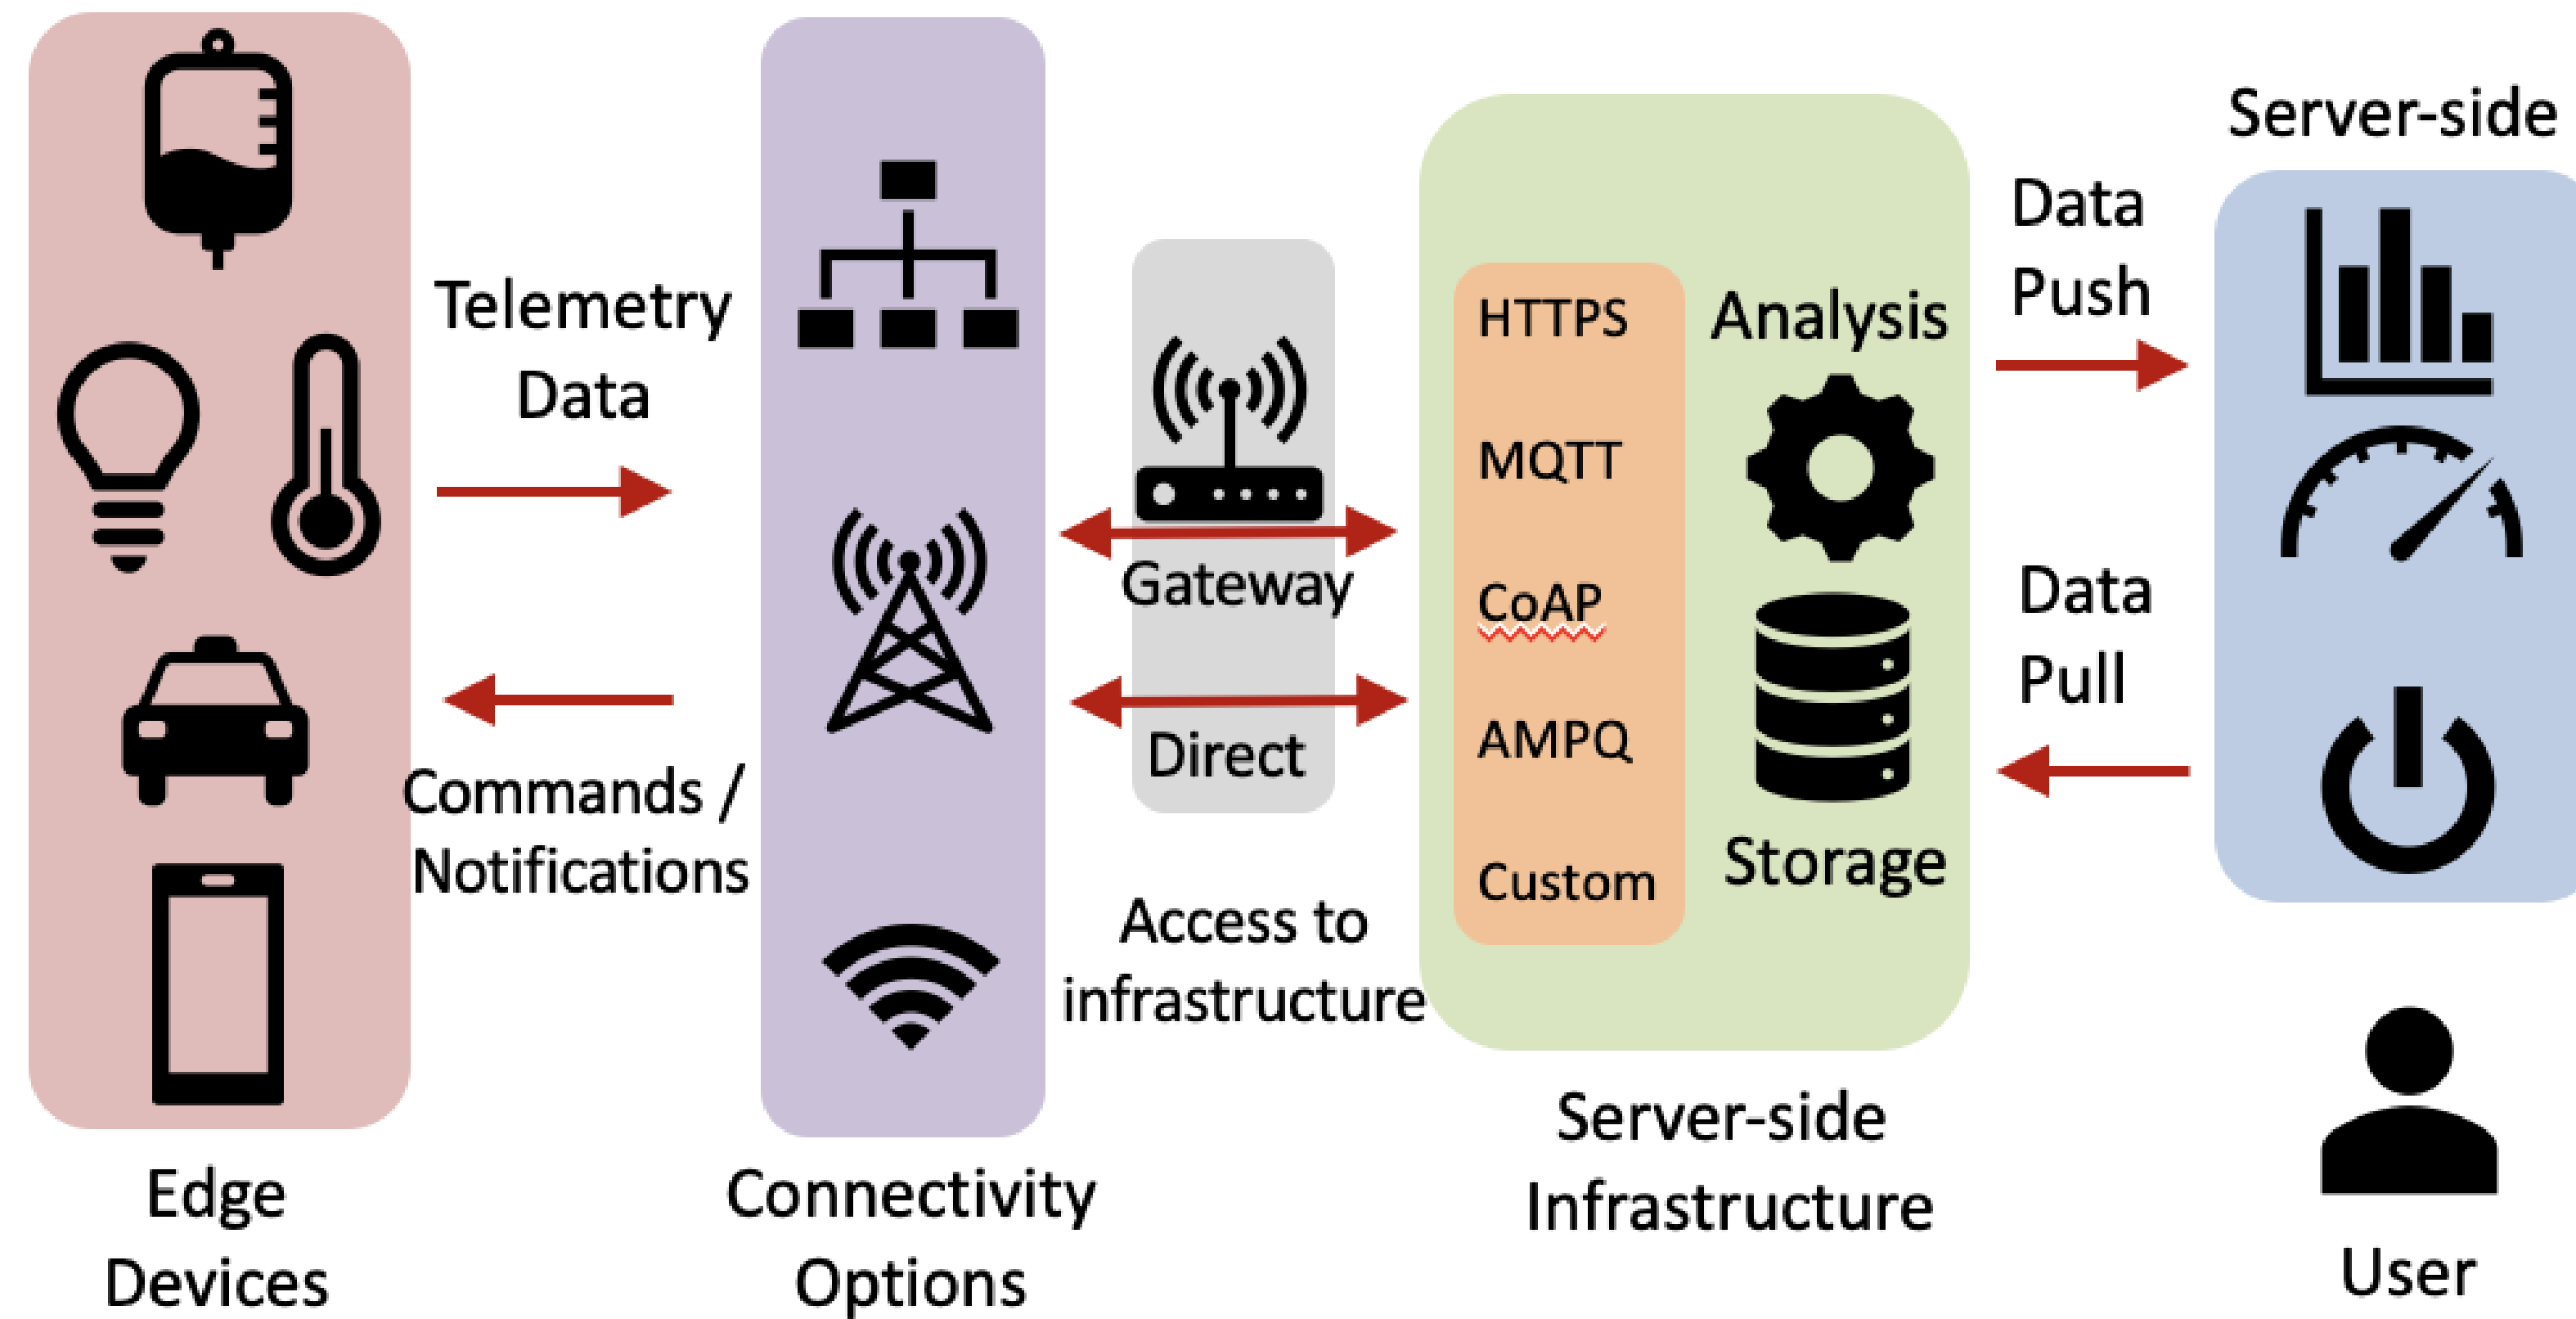 Edge
Devices
Telemetry
Data
Commands /
Notifications
Connectivity
Options
Gateway
Direct
Access to
infrastructure
HTTPS
MQTT
CoAP
AMPQ
Custom
Analysis
Storage
Server-side
Infrastructure
Data
Push
Data
Pull
Server-side
User